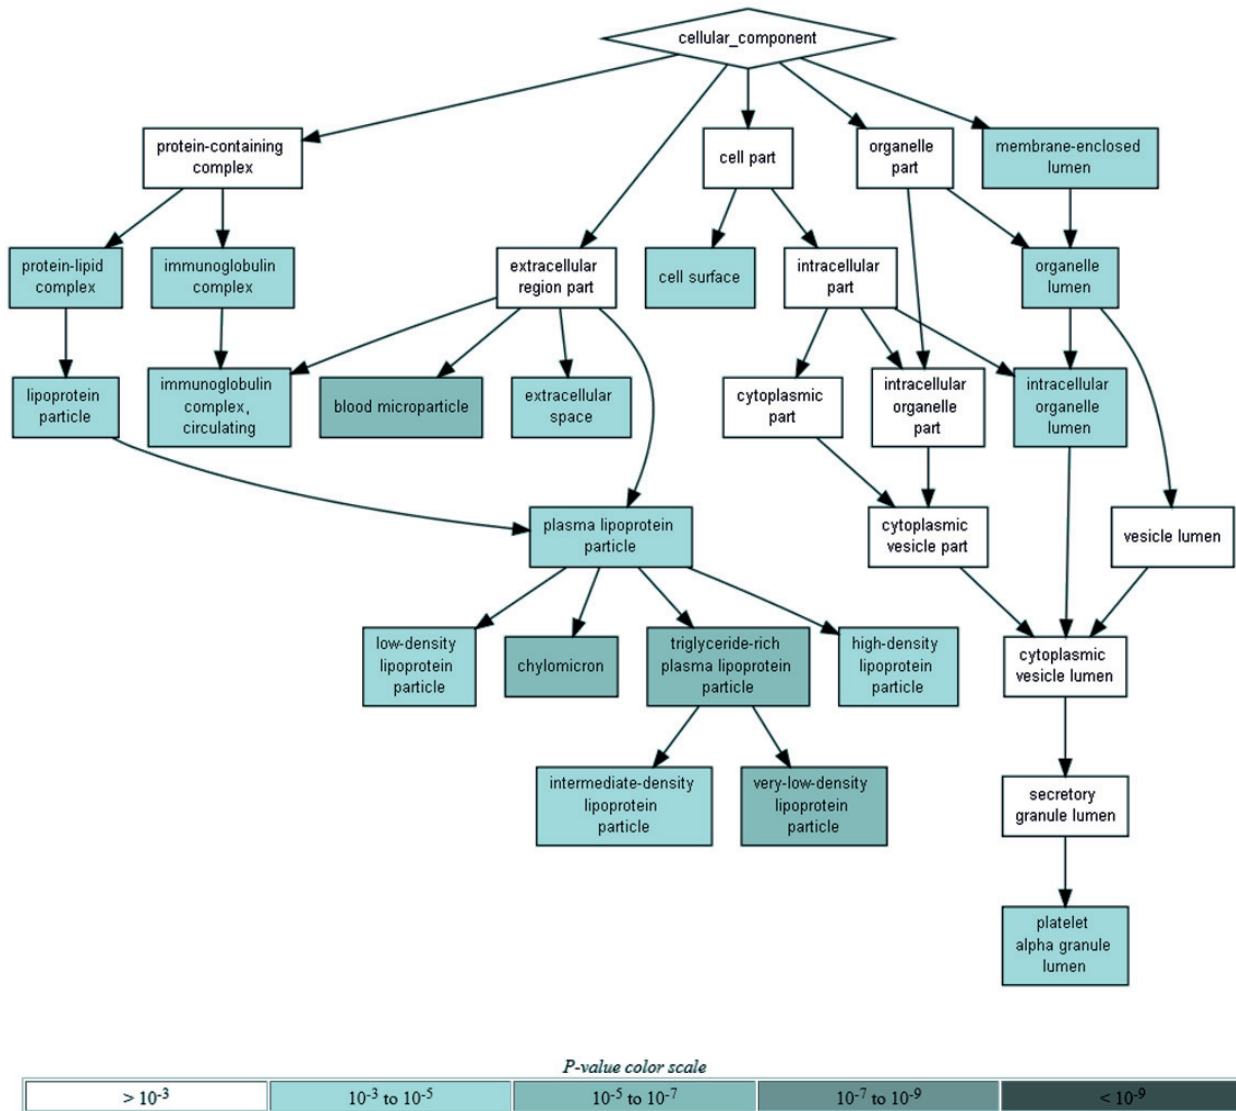 cellular_component
protein-containing
complex
cell part
organelle
part
membrane-enclosed
lumen
protein-lipid
complex
immunoglobulin
complex
extracellular
region part
cell surface
intracellular
part
organelle
lumen
lipoprotein
particle
immunoglobulin
complex,
circulating
blood microparticle
extracellular
space
cytoplasmic
part
intracellular
organelle
part
intracellular
organelle
lumen
plasma lipoprotein
particle
cytoplasmic
vesicle part
vesicle lumen
low-density
lipoprotein
particle
chylomicron
triglyceride-rich
plasma lipoprotein
particle
high-density
lipoprotein
particle
cytoplasmic
vesicle lumen
intermediate-density
lipoprotein
particle
very-low-density
lipoprotein
particle
secretory
granule lumen
platelet
alpha granule
lumen
P-value color scale
> 10⁻³
10⁻³ to 10⁻⁵
10⁻⁵ to 10⁻⁷
10⁻⁷ to 10⁻⁹
< 10⁻⁹